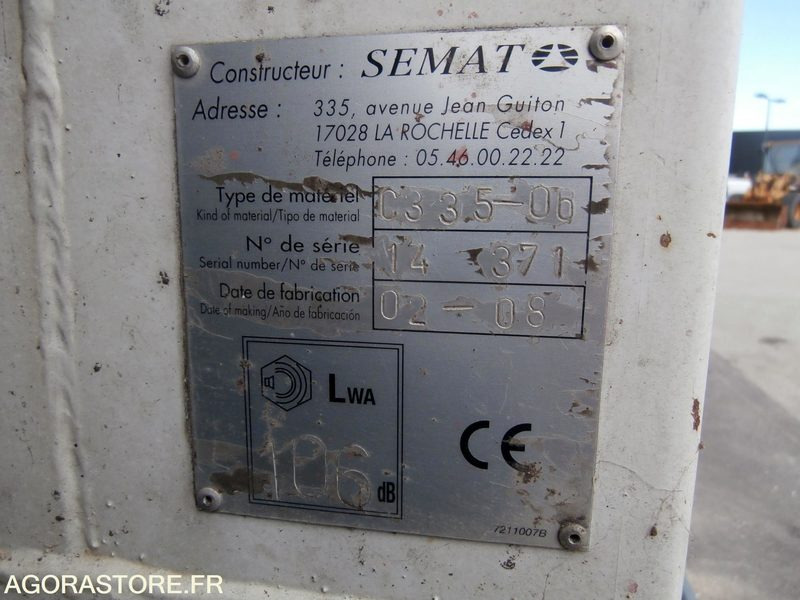 Constructeur : SEMAT
Adresse : 335, avenue Jean Guiton
17028 LA ROCHELLE Cedex 1
Téléphone : 05.46.00.22.22
Type de matériel C335-06
Kind of material/Tipo de material
N° de série 14 371
Serial number/N° de serie
Date de fabrication 02-08
Date of making/Año de fabricación
LWA
106 dB
CE
7211007B
AGORASTORE.FR